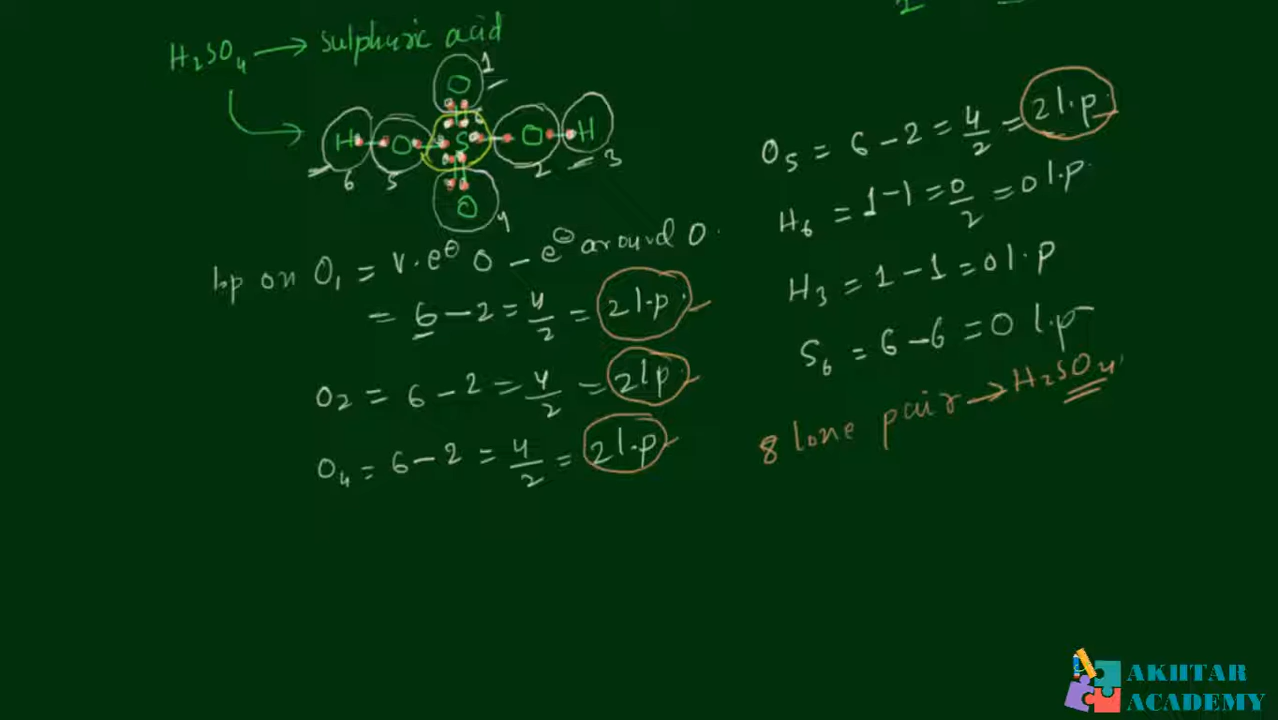 H₂SO₄ → sulphuric acid
O 1
H O S O H
6 5 2 3
O 4
lp on O₁ = V.e⊖ O - e⊖ around O.
= 6 - 2 = 4/2 = 2 l.p
O₂ = 6 - 2 = 4/2 = 2 l p
O₄ = 6 - 2 = 4/2 = 2 l.p
O₅ = 6 - 2 = 4/2 = 2 l.p.
H₆ = 1 - 1 = 0/2 = 0 l.p
H₃ = 1 - 1 = 0 l.p
S₆ = 6 - 6 = 0 l.p
8 lone pair → H₂SO₄
AKHTAR
ACADEMY